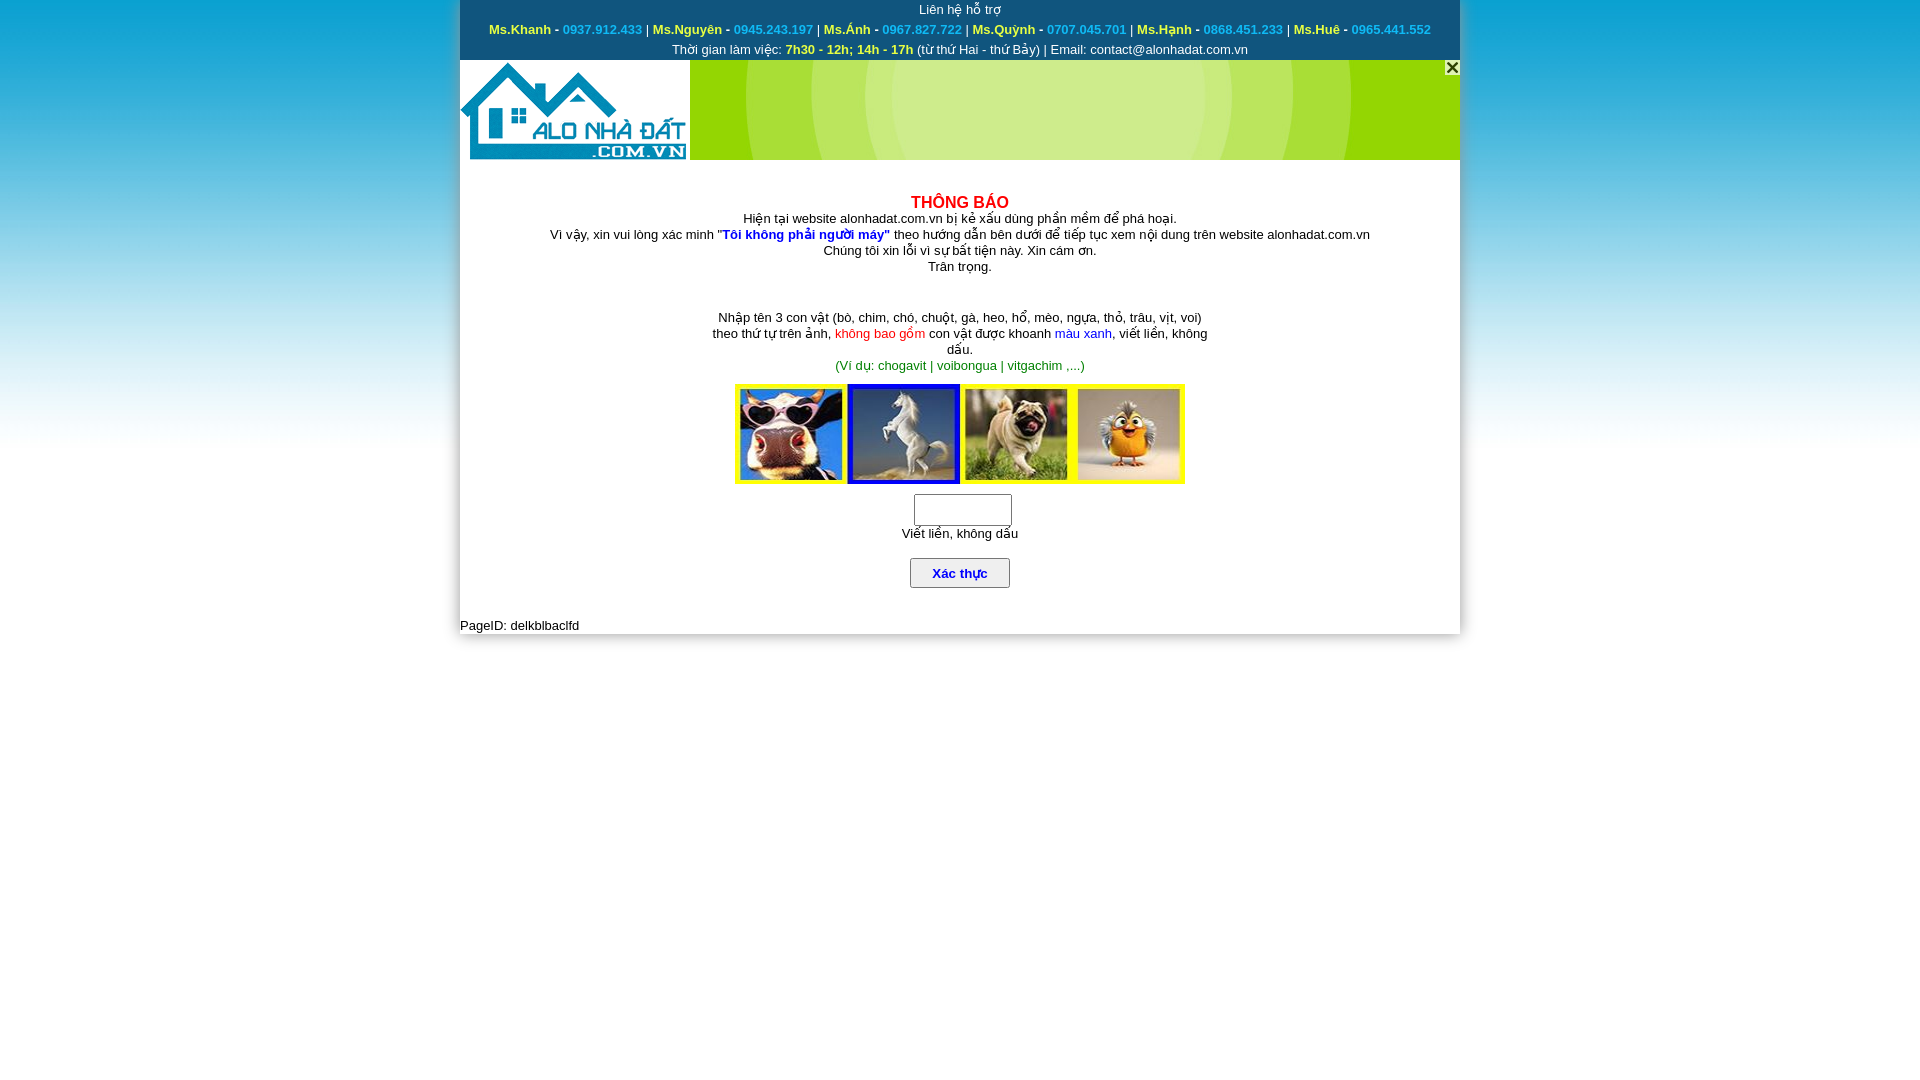 Liên hệ hỗ trợ
Ms.Khanh - 0937.912.433 | Ms.Nguyên - 0945.243.197 | Ms.Ánh - 0967.827.722 | Ms.Quỳnh - 0707.045.701 | Ms.Hạnh - 0868.451.233 | Ms.Huê - 0965.441.552
Thời gian làm việc: 7h30 - 12h; 14h - 17h (từ thứ Hai - thứ Bảy) | Email: contact@alonhadat.com.vn
ALO NHÀ ĐẤT
.COM.VN
THÔNG BÁO
Hiện tại website alonhadat.com.vn bị kẻ xấu dùng phần mềm để phá hoại.
Vì vậy, xin vui lòng xác minh "Tôi không phải người máy" theo hướng dẫn bên dưới để tiếp tục xem nội dung trên website alonhadat.com.vn
Chúng tôi xin lỗi vì sự bất tiện này. Xin cám ơn.
Trân trọng.
Nhập tên 3 con vật (bò, chim, chó, chuột, gà, heo, hổ, mèo, ngựa, thỏ, trâu, vịt, voi)
theo thứ tự trên ảnh, không bao gồm con vật được khoanh màu xanh, viết liền, không
dấu.
(Ví dụ: chogavit | voibongua | vitgachim ,...)
Viết liền, không dấu
Xác thực
PageID: delkblbaclfd